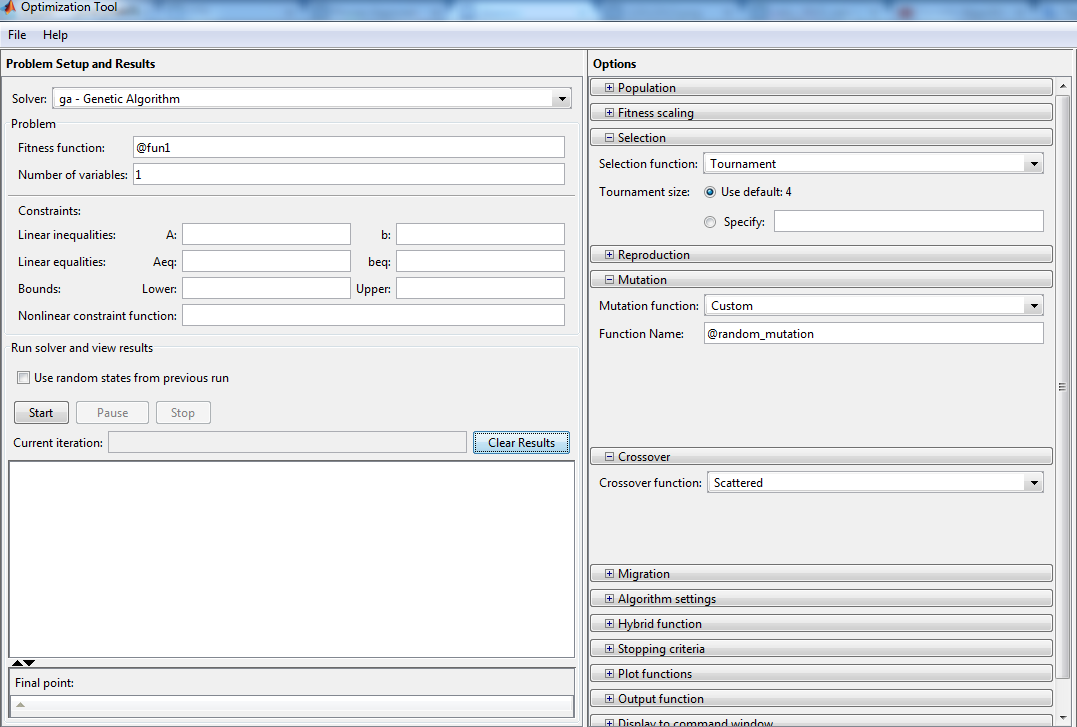 Optimization Tool
File Help
Problem Setup and Results
Solver: ga - Genetic Algorithm
Problem
Fitness function: @fun1
Number of variables: 1
Constraints:
Linear inequalities: A: b:
Linear equalities: Aeq: beq:
Bounds: Lower: Upper:
Nonlinear constraint function:
Run solver and view results
Use random states from previous run
Start Pause Stop
Current iteration: Clear Results
Final point:
Options
Population
Fitness scaling
Selection
Selection function: Tournament
Tournament size: Use default: 4
Specify:
Reproduction
Mutation
Mutation function: Custom
Function Name: @random_mutation
Crossover
Crossover function: Scattered
Migration
Algorithm settings
Hybrid function
Stopping criteria
Plot functions
Output function
Display to command window